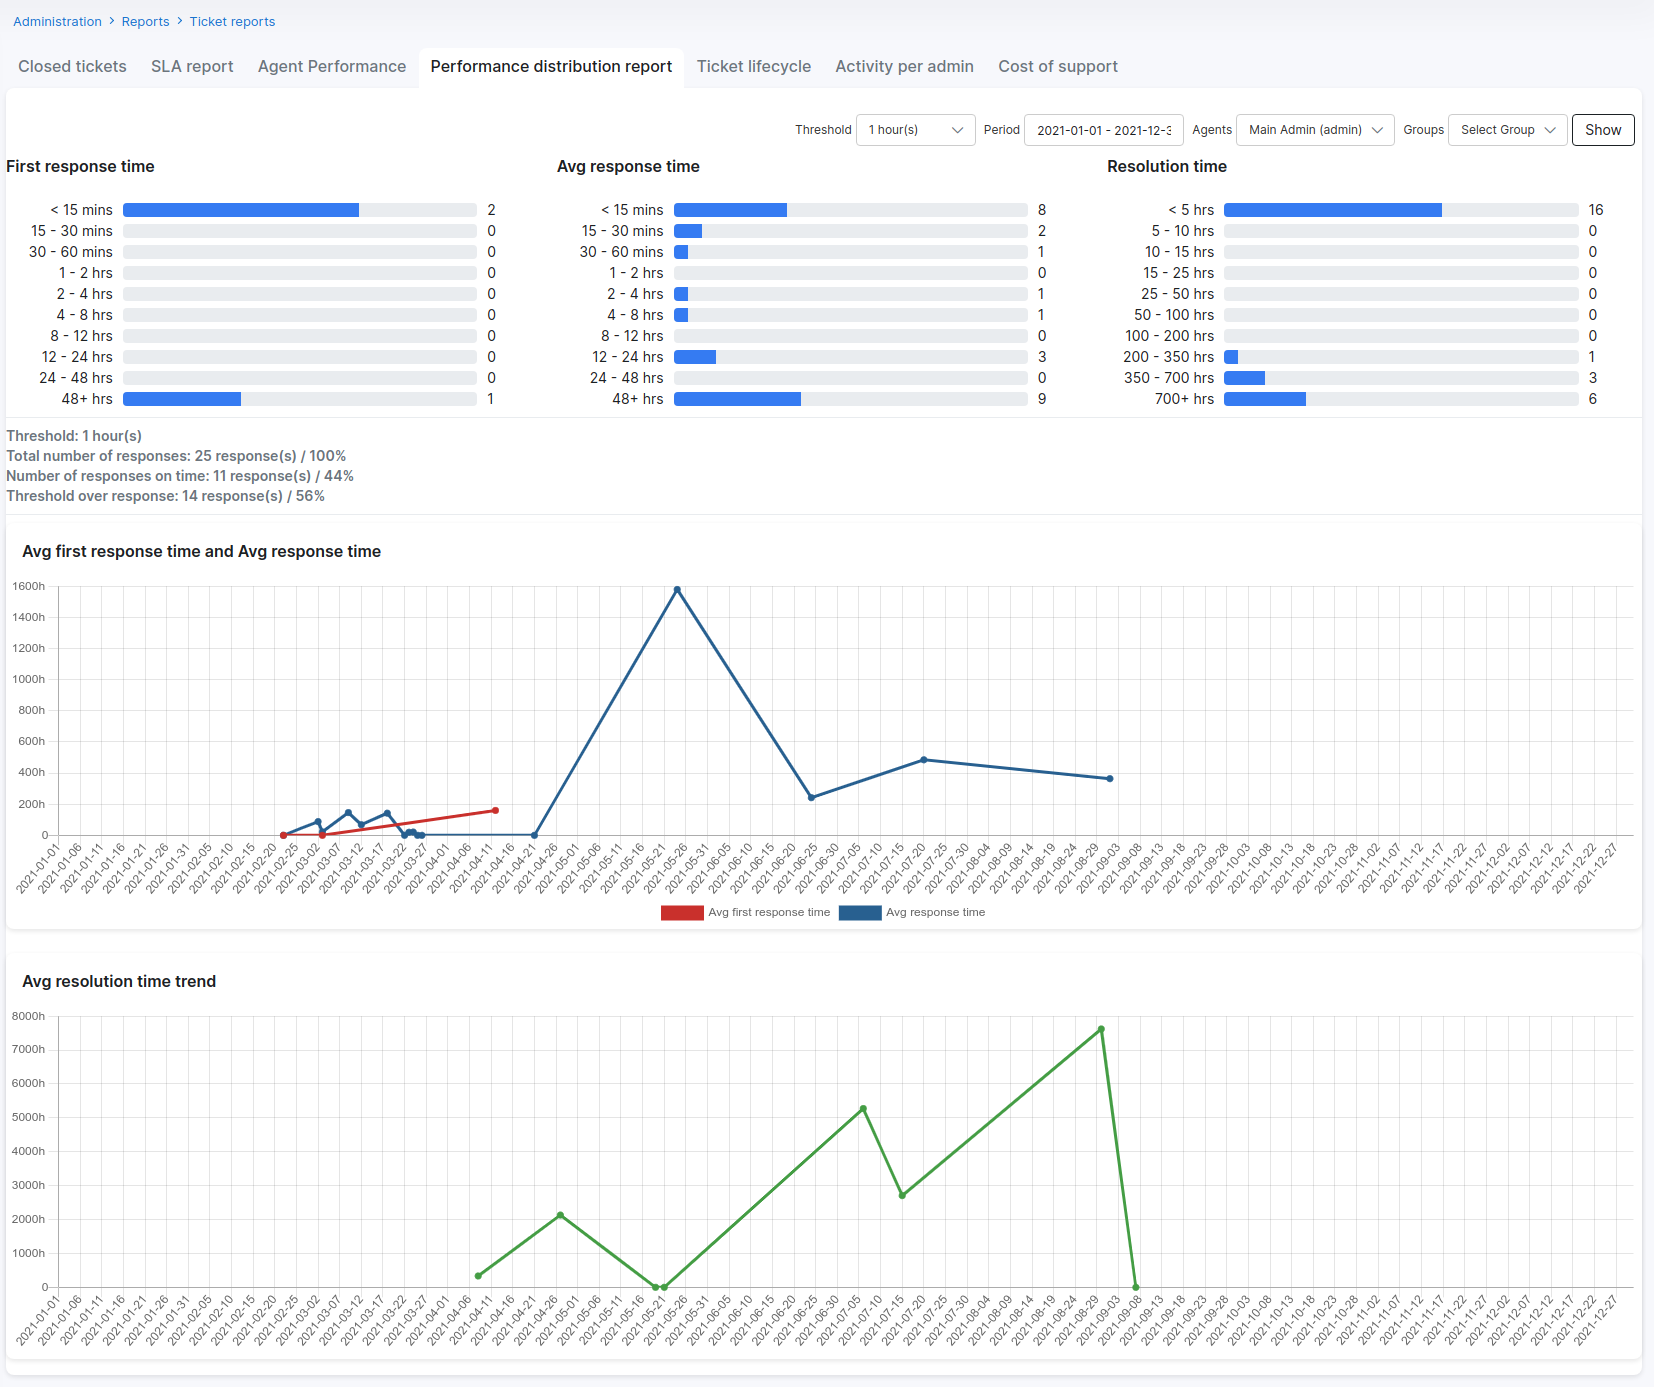 Administration > Reports > Ticket reports
Closed tickets SLA report Agent Performance Performance distribution report Ticket lifecycle Activity per admin Cost of support
Threshold 1 hour(s) Period 2021-01-01 - 2021-12-3 Agents Main Admin (admin) Groups Select Group Show
First response time
< 15 mins 2
15 - 30 mins 0
30 - 60 mins 0
1 - 2 hrs 0
2 - 4 hrs 0
4 - 8 hrs 0
8 - 12 hrs 0
12 - 24 hrs 0
24 - 48 hrs 0
48+ hrs 1
Avg response time
< 15 mins 8
15 - 30 mins 2
30 - 60 mins 1
1 - 2 hrs 0
2 - 4 hrs 1
4 - 8 hrs 1
8 - 12 hrs 0
12 - 24 hrs 3
24 - 48 hrs 0
48+ hrs 9
Resolution time
< 5 hrs 16
5 - 10 hrs 0
10 - 15 hrs 0
15 - 25 hrs 0
25 - 50 hrs 0
50 - 100 hrs 0
100 - 200 hrs 0
200 - 350 hrs 1
350 - 700 hrs 3
700+ hrs 6
Threshold: 1 hour(s)
Total number of responses: 25 response(s) / 100%
Number of responses on time: 11 response(s) / 44%
Threshold over response: 14 response(s) / 56%
Avg first response time and Avg response time
1600h
1400h
1200h
1000h
800h
600h
400h
200h
0
2021-01-01 2021-01-06 2021-01-11 2021-01-16 2021-01-21 2021-01-26 2021-01-31 2021-02-05 2021-02-10 2021-02-15 2021-02-20 2021-02-25 2021-03-02 2021-03-07 2021-03-12 2021-03-17 2021-03-22 2021-03-27 2021-04-01 2021-04-06 2021-04-11 2021-04-16 2021-04-21 2021-04-26 2021-05-01 2021-05-06 2021-05-11 2021-05-16 2021-05-21 2021-05-26 2021-05-31 2021-06-05 2021-06-10 2021-06-15 2021-06-20 2021-06-25 2021-06-30 2021-07-05 2021-07-10 2021-07-15 2021-07-20 2021-07-25 2021-07-30 2021-08-04 2021-08-09 2021-08-14 2021-08-19 2021-08-24 2021-08-29 2021-09-03 2021-09-08 2021-09-13 2021-09-18 2021-09-23 2021-09-28 2021-10-03 2021-10-08 2021-10-13 2021-10-18 2021-10-23 2021-10-28 2021-11-02 2021-11-07 2021-11-12 2021-11-17 2021-11-22 2021-11-27 2021-12-02 2021-12-07 2021-12-12 2021-12-17 2021-12-22 2021-12-27
Avg first response time Avg response time
Avg resolution time trend
8000h
7000h
6000h
5000h
4000h
3000h
2000h
1000h
0
2021-01-01 2021-01-06 2021-01-11 2021-01-16 2021-01-21 2021-01-26 2021-01-31 2021-02-05 2021-02-10 2021-02-15 2021-02-20 2021-02-25 2021-03-02 2021-03-07 2021-03-12 2021-03-17 2021-03-22 2021-03-27 2021-04-01 2021-04-06 2021-04-11 2021-04-16 2021-04-21 2021-04-26 2021-05-01 2021-05-06 2021-05-11 2021-05-16 2021-05-21 2021-05-26 2021-05-31 2021-06-05 2021-06-10 2021-06-15 2021-06-20 2021-06-25 2021-06-30 2021-07-05 2021-07-10 2021-07-15 2021-07-20 2021-07-25 2021-07-30 2021-08-04 2021-08-09 2021-08-14 2021-08-19 2021-08-24 2021-08-29 2021-09-03 2021-09-08 2021-09-13 2021-09-18 2021-09-23 2021-09-28 2021-10-03 2021-10-08 2021-10-13 2021-10-18 2021-10-23 2021-10-28 2021-11-02 2021-11-07 2021-11-12 2021-11-17 2021-11-22 2021-11-27 2021-12-02 2021-12-07 2021-12-12 2021-12-17 2021-12-22 2021-12-27